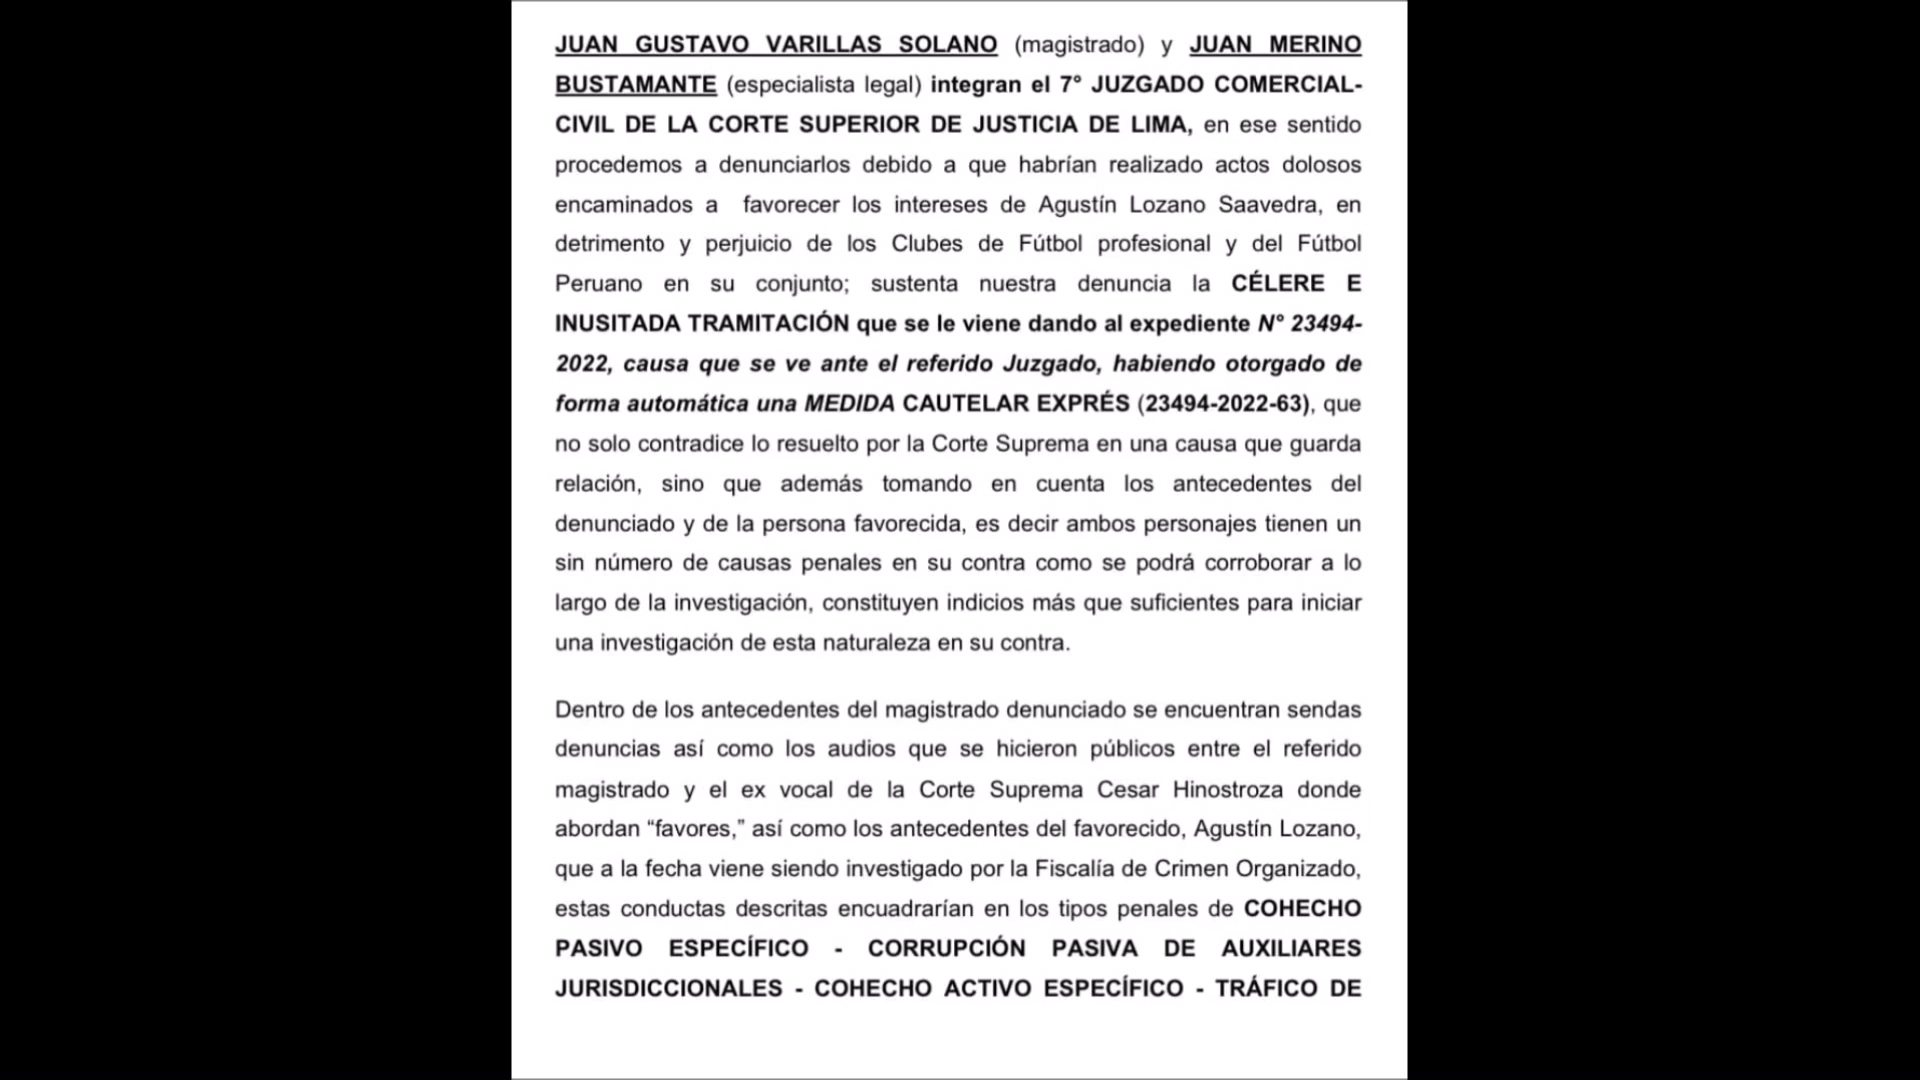 JUAN GUSTAVO VARILLAS SOLANO (magistrado) y JUAN MERINO
BUSTAMANTE (especialista legal) integran el 7° JUZGADO COMERCIAL-
CIVIL DE LA CORTE SUPERIOR DE JUSTICIA DE LIMA, en ese sentido
procedemos a denunciarlos debido a que habrían realizado actos dolosos
encaminados a favorecer los intereses de Agustín Lozano Saavedra, en
detrimento y perjuicio de los Clubes de Fútbol profesional y del Fútbol
Peruano en su conjunto; sustenta nuestra denuncia la CÉLERE E
INUSITADA TRAMITACIÓN que se le viene dando al expediente N° 23494-
2022, causa que se ve ante el referido Juzgado, habiendo otorgado de
forma automática una MEDIDA CAUTELAR EXPRÉS (23494-2022-63), que
no solo contradice lo resuelto por la Corte Suprema en una causa que guarda
relación, sino que además tomando en cuenta los antecedentes del
denunciado y de la persona favorecida, es decir ambos personajes tienen un
sin número de causas penales en su contra como se podrá corroborar a lo
largo de la investigación, constituyen indicios más que suficientes para iniciar
una investigación de esta naturaleza en su contra.
Dentro de los antecedentes del magistrado denunciado se encuentran sendas
denuncias así como los audios que se hicieron públicos entre el referido
magistrado y el ex vocal de la Corte Suprema Cesar Hinostroza donde
abordan “favores,” así como los antecedentes del favorecido, Agustín Lozano,
que a la fecha viene siendo investigado por la Fiscalía de Crimen Organizado,
estas conductas descritas encuadrarían en los tipos penales de COHECHO
PASIVO ESPECÍFICO - CORRUPCIÓN PASIVA DE AUXILIARES
JURISDICCIONALES - COHECHO ACTIVO ESPECÍFICO - TRÁFICO DE